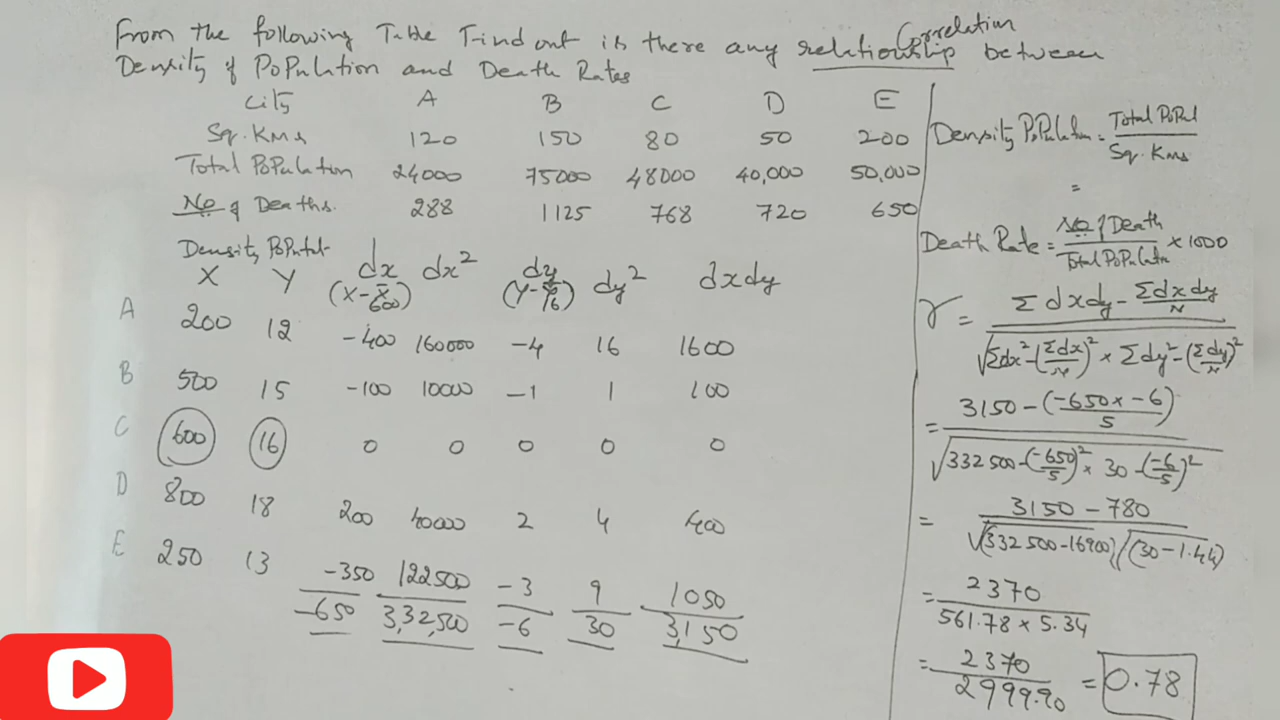 From the following Table Find out is there any relationship between
Correlation
Density of Population and Death Rates
City A B C D E
Sq. Kms 120 150 80 50 200
Total Population 24000 75000 48000 40,000 50,000
No of Deaths. 288 1125 768 720 650
Density Poptul-
X Y dx dx² dy dy² dxdy
(X-X̄ 600) (Y-Ȳ 16)
A 200 12 -400 160000 -4 16 1600
B 500 15 -100 10000 -1 1 100
C 600 16 0 0 0 0 0
D 800 18 200 40000 2 4 400
E 250 13 -350 122500 -3 9 1050
-650 3,32,500 -6 30 3,150
Density Population = Total Popul / Sq. Kms
=
Death Rate = No of Death / Total Population × 1000
r = Σdxdy - Σdxdy/N / √Σdx²-(Σdx/N)² × Σdy²-(Σdy/N)²
= 3150 - (-650 × -6 / 5) / √332500-(-650/5)² × 30-(-6/5)²
= 3150 - 780 / √(332500-16900) √(30-1.44)
= 2370 / 561.78 × 5.34
= 2370 / 2999.90 = 0.78